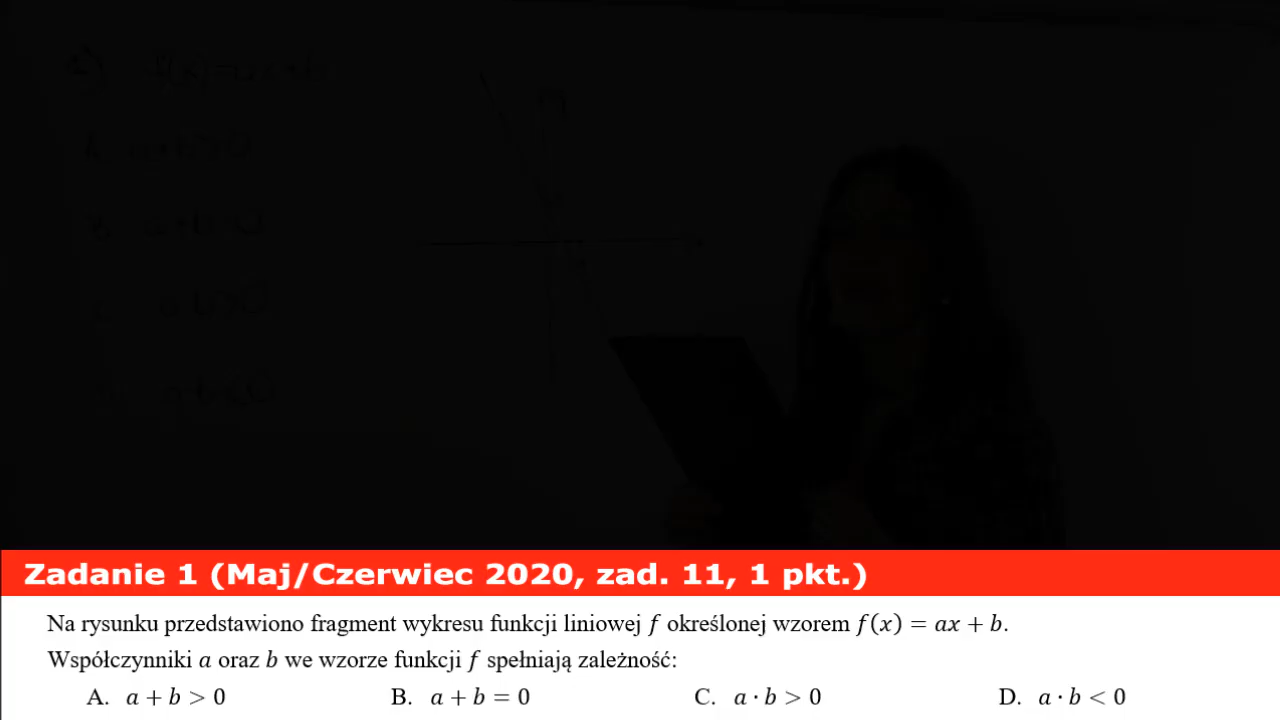 Zadanie 1 (Maj/Czerwiec 2020, zad. 11, 1 pkt.)
Na rysunku przedstawiono fragment wykresu funkcji liniowej f określonej wzorem f(x) = ax + b.
Współczynniki a oraz b we wzorze funkcji f spełniają zależność:
A. a + b > 0 B. a + b = 0 C. a · b > 0 D. a · b < 0